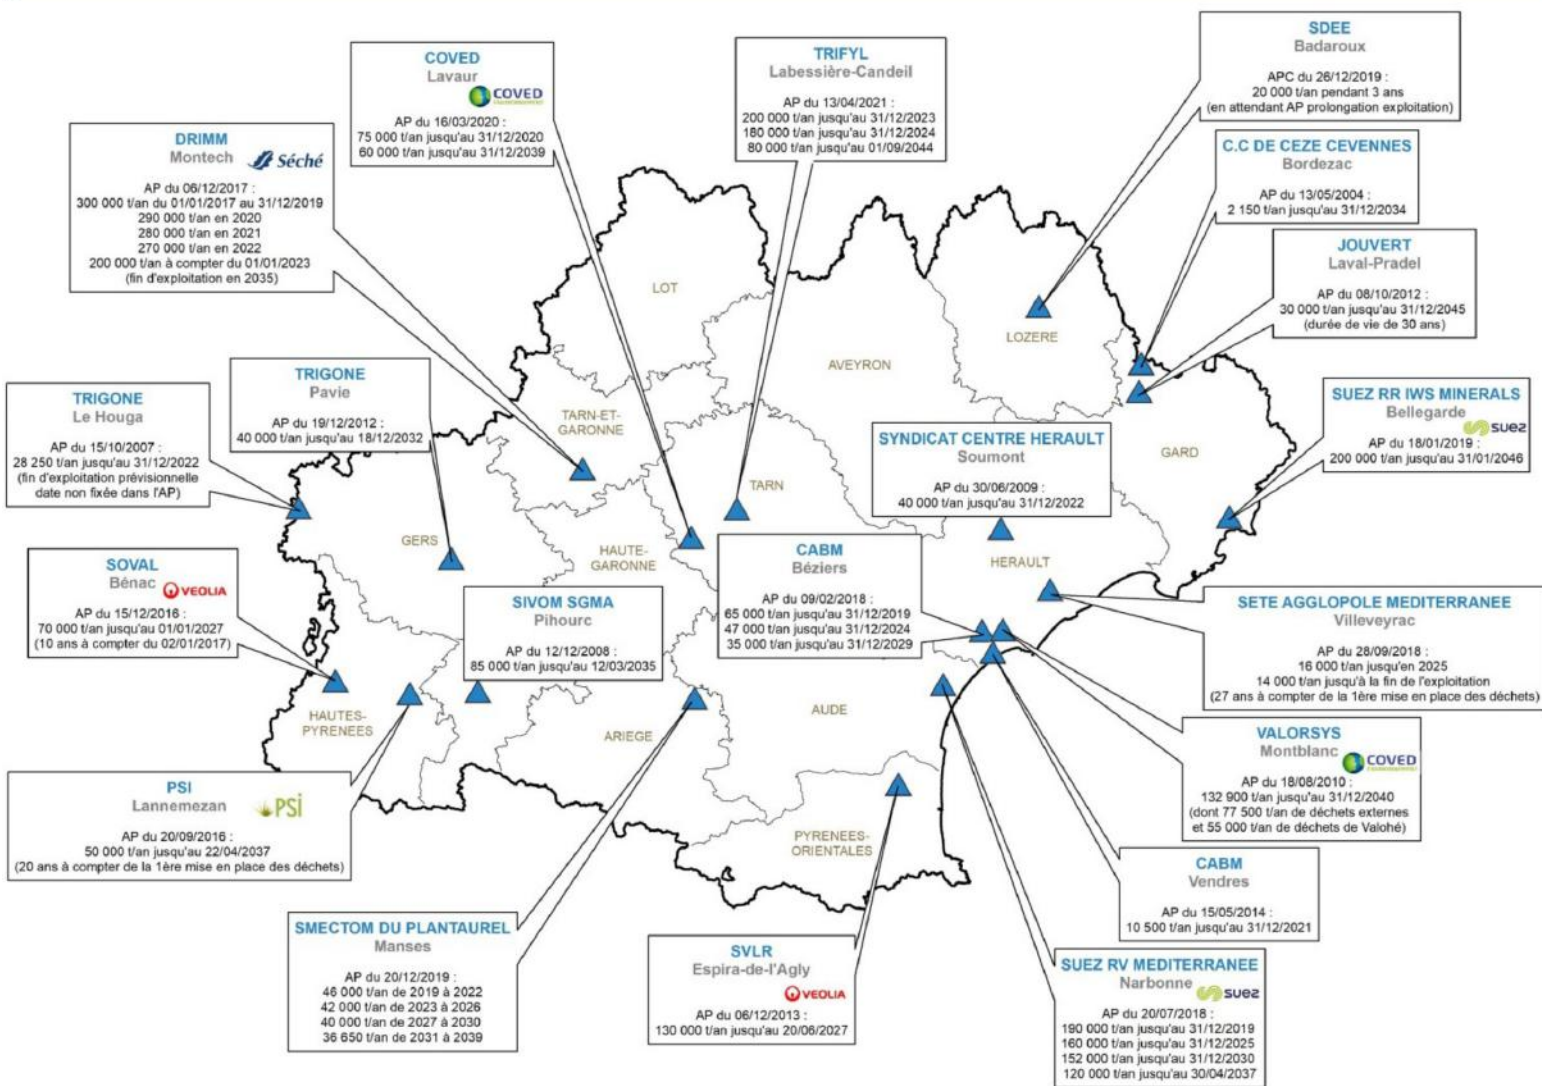 SDEE
Badaroux
APC du 26/12/2019 :
20 000 t/an pendant 3 ans
(en attendant AP prolongation exploitation)
COVED
Lavaur
COVED
AP du 16/03/2020 :
75 000 t/an jusqu'au 31/12/2020
60 000 t/an jusqu'au 31/12/2039
TRIFYL
Labessière-Candeil
AP du 13/04/2021 :
200 000 t/an jusqu'au 31/12/2023
180 000 t/an jusqu'au 31/12/2024
80 000 t/an jusqu'au 01/09/2044
DRIMM
Montech
Séché
AP du 06/12/2017 :
300 000 t/an du 01/01/2017 au 31/12/2019
290 000 t/an en 2020
280 000 t/an en 2021
270 000 t/an en 2022
200 000 t/an à compter du 01/01/2023
(fin d'exploitation en 2035)
C.C DE CEZE CEVENNES
Bordezac
AP du 13/05/2004 :
2 150 t/an jusqu'au 31/12/2034
JOUVERT
Laval-Pradel
AP du 08/10/2012 :
30 000 t/an jusqu'au 31/12/2045
(durée de vie de 30 ans)
LOT
LOZERE
AVEYRON
TRIGONE
Le Houga
AP du 15/10/2007 :
28 250 t/an jusqu'au 31/12/2022
(fin d'exploitation prévisionnelle
date non fixée dans l'AP)
TRIGONE
Pavie
AP du 19/12/2012 :
40 000 t/an jusqu'au 18/12/2032
TARN-ET-
GARONNE
SUEZ RR IWS MINERALS
Bellegarde
suez
AP du 18/01/2019 :
200 000 t/an jusqu'au 31/01/2046
SYNDICAT CENTRE HERAULT
Soumont
AP du 30/06/2009 :
40 000 t/an jusqu'au 31/12/2022
GARD
TARN
GERS
HAUTE-
GARONNE
HERAULT
SOVAL
Bénac
VEOLIA
AP du 15/12/2016 :
70 000 t/an jusqu'au 01/01/2027
(10 ans à compter du 02/01/2017)
SIVOM SGMA
Pihourc
AP du 12/12/2008 :
85 000 t/an jusqu'au 12/03/2035
CABM
Béziers
AP du 09/02/2018 :
65 000 t/an jusqu'au 31/12/2019
47 000 t/an jusqu'au 31/12/2024
35 000 t/an jusqu'au 31/12/2029
SETE AGGLOPOLE MEDITERRANEE
Villeveyrac
AP du 28/09/2018 :
16 000 t/an jusqu'en 2025
14 000 t/an jusqu'à la fin de l'exploitation
(27 ans à compter de la 1ère mise en place des déchets)
HAUTES-
PYRENEES
ARIEGE
AUDE
VALORSYS
Montblanc
COVED
AP du 18/08/2010 :
132 900 t/an jusqu'au 31/12/2040
(dont 77 500 t/an de déchets externes
et 55 000 t/an de déchets de Valohé)
PSI
Lannemezan
PSI
AP du 20/09/2016 :
50 000 t/an jusqu'au 22/04/2037
(20 ans à compter de la 1ère mise en place des déchets)
PYRENEES-
ORIENTALES
CABM
Vendres
AP du 15/05/2014 :
10 500 t/an jusqu'au 31/12/2021
SMECTOM DU PLANTAUREL
Manses
AP du 20/12/2019 :
46 000 t/an de 2019 à 2022
42 000 t/an de 2023 à 2026
40 000 t/an de 2027 à 2030
36 650 t/an de 2031 à 2039
SVLR
Espira-de-l'Agly
VEOLIA
AP du 06/12/2013 :
130 000 t/an jusqu'au 20/06/2027
SUEZ RV MEDITERRANEE
Narbonne
suez
AP du 20/07/2018 :
190 000 t/an jusqu'au 31/12/2019
160 000 t/an jusqu'au 31/12/2025
152 000 t/an jusqu'au 31/12/2030
120 000 t/an jusqu'au 30/04/2037